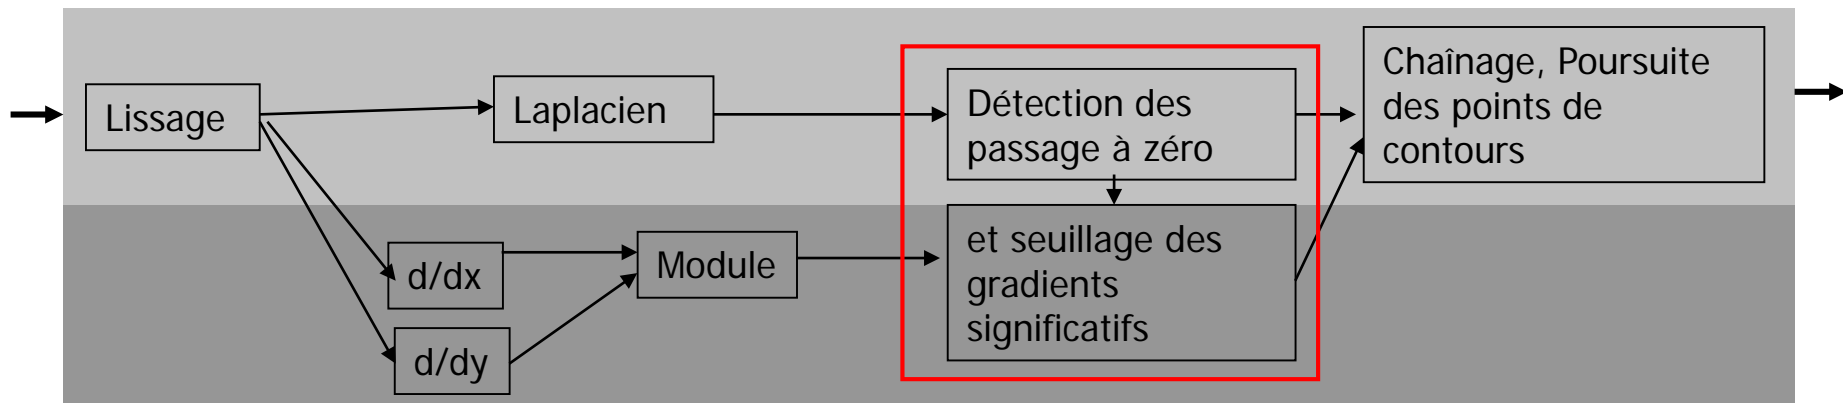 Lissage
Laplacien
Détection des
passage à zéro
Chaînage, Poursuite
des points de
contours
d/dx
d/dy
Module
et seuillage des
gradients
significatifs